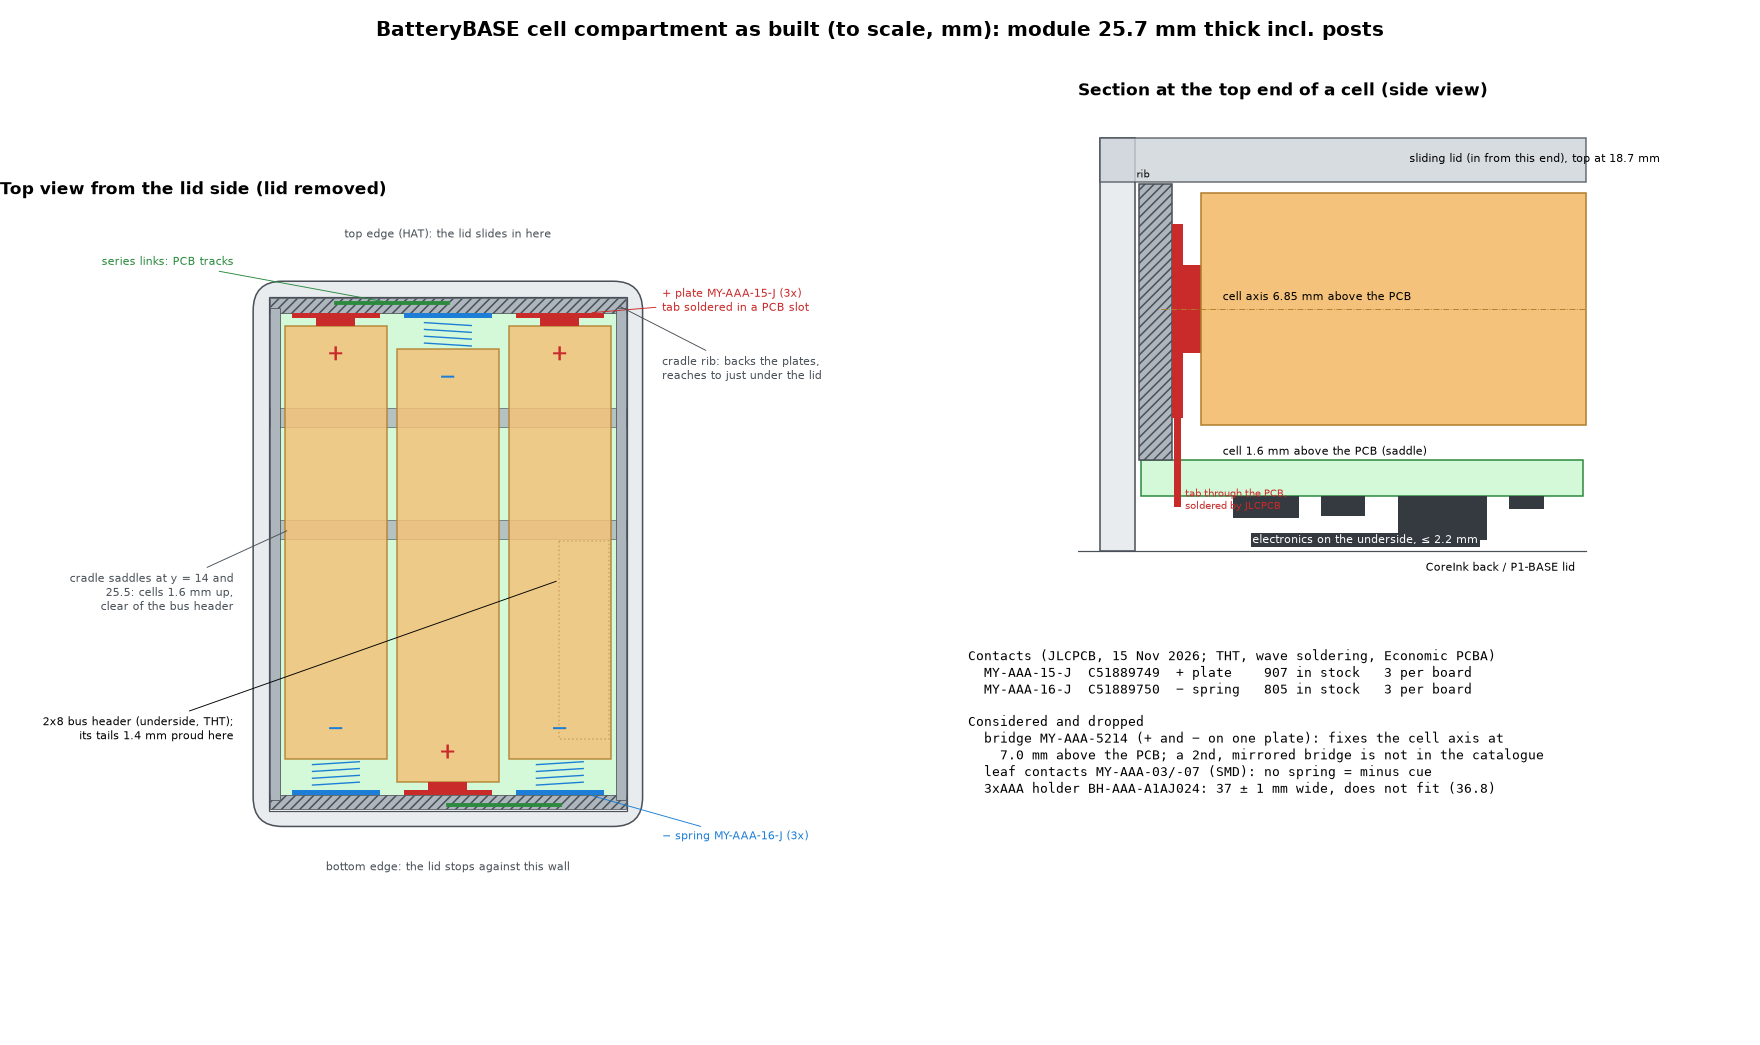 BatteryBASE cell compartment as built (to scale, mm): module 25.7 mm thick incl. posts
Top view from the lid side (lid removed)
top edge (HAT): the lid slides in here
series links: PCB tracks
+ plate MY-AAA-15-J (3x)
tab soldered in a PCB slot
cradle rib: backs the plates,
reaches to just under the lid
+
−
+
cradle saddles at y = 14 and
25.5: cells 1.6 mm up,
clear of the bus header
2x8 bus header (underside, THT);
its tails 1.4 mm proud here
−
+
−
− spring MY-AAA-16-J (3x)
bottom edge: the lid stops against this wall
Section at the top end of a cell (side view)
sliding lid (in from this end), top at 18.7 mm
rib
cell axis 6.85 mm above the PCB
cell 1.6 mm above the PCB (saddle)
tab through the PCB
soldered by JLCPCB
electronics on the underside, ≤ 2.2 mm
CoreInk back / P1-BASE lid
Contacts (JLCPCB, 15 Nov 2026; THT, wave soldering, Economic PCBA)
MY-AAA-15-J  C51889749  + plate    907 in stock   3 per board
MY-AAA-16-J  C51889750  − spring   805 in stock   3 per board
Considered and dropped
bridge MY-AAA-5214 (+ and − on one plate): fixes the cell axis at
7.0 mm above the PCB; a 2nd, mirrored bridge is not in the catalogue
leaf contacts MY-AAA-03/-07 (SMD): no spring = minus cue
3xAAA holder BH-AAA-A1AJ024: 37 ± 1 mm wide, does not fit (36.8)